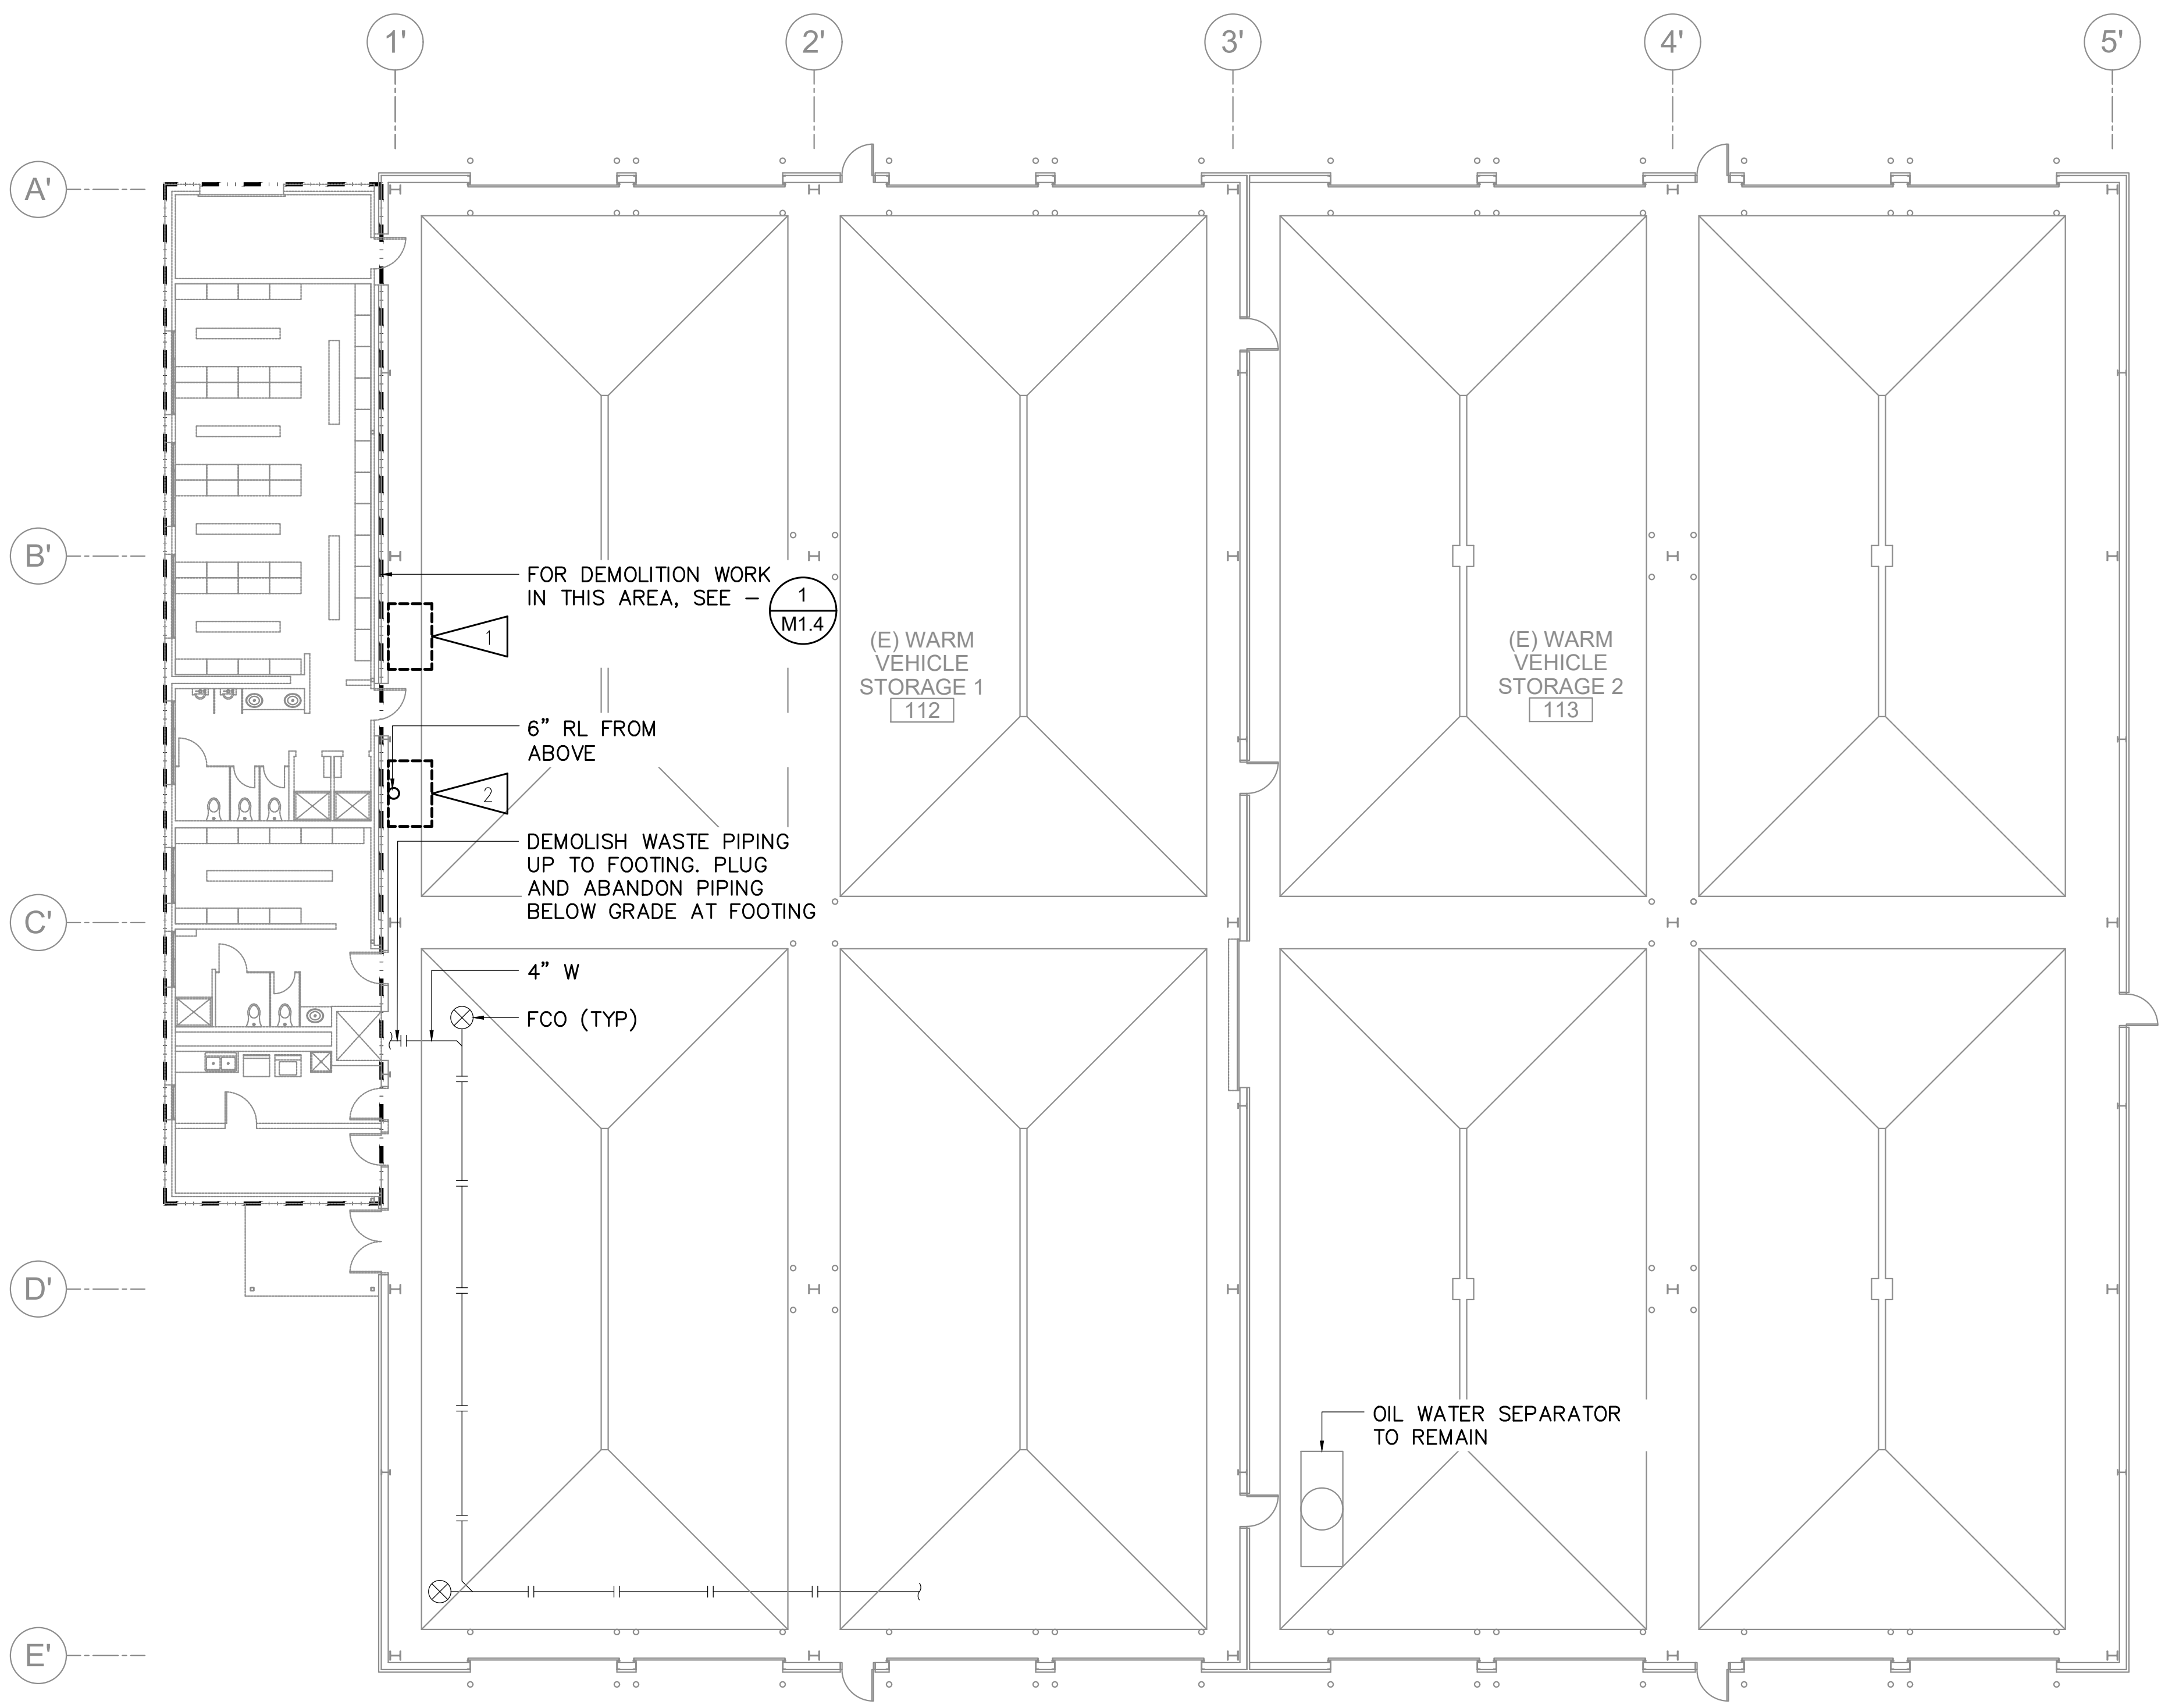 1'
2'
3'
4'
5'
A'
B'
C'
D'
E'
FOR DEMOLITION WORK
IN THIS AREA, SEE –
1
M1.4
1
(E) WARM
VEHICLE
STORAGE 1
112
(E) WARM
VEHICLE
STORAGE 2
113
6” RL FROM
ABOVE
2
DEMOLISH WASTE PIPING
UP TO FOOTING. PLUG
AND ABANDON PIPING
BELOW GRADE AT FOOTING
4” W
FCO (TYP)
OIL WATER SEPARATOR
TO REMAIN